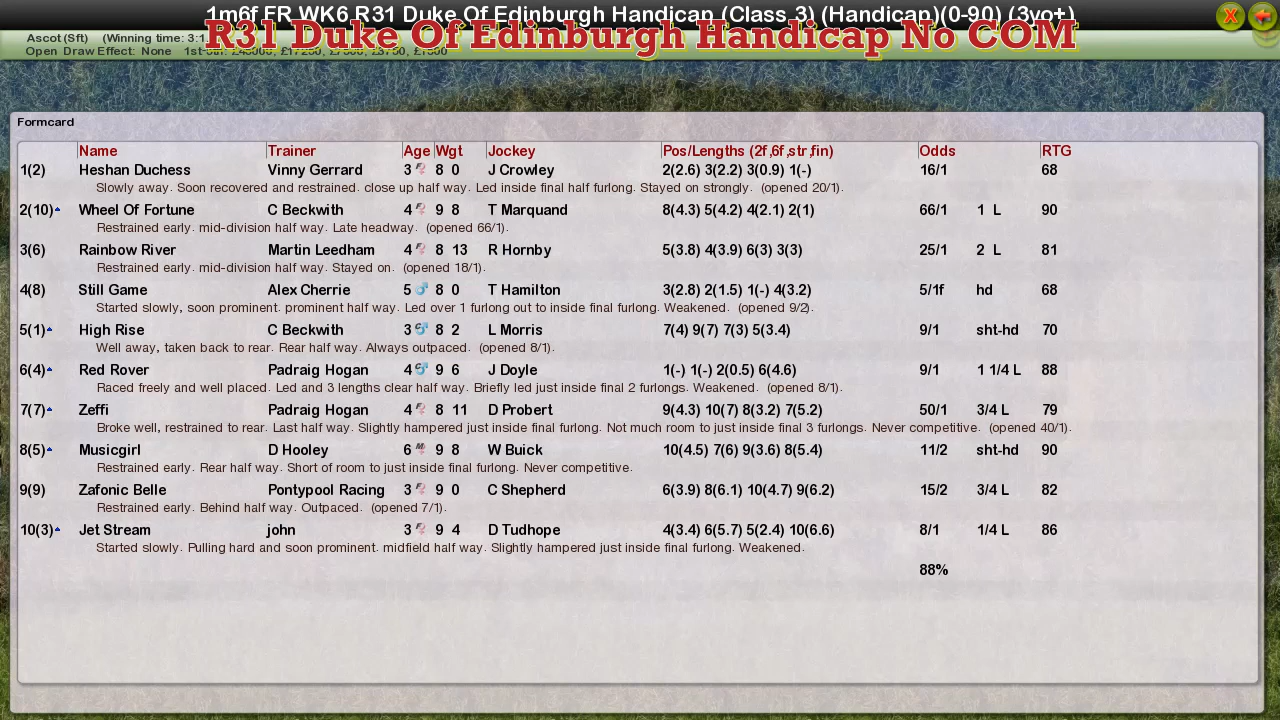 1m6f FR WK6 R31 Duke Of Edinburgh Handicap (Class 3) (Handicap)(0-90) (3yo+)
R31 Duke Of Edinburgh Handicap No COM
Ascot(Sft) (Winning time: 3:1
Open Draw Effect: None
Formcard
Name Trainer Age Wgt Jockey Pos/Lengths (2f,6f,str,fin) Odds RTG
1(2) Heshan Duchess Vinny Gerrard 3 8 0 J Crowley 2(2.6) 3(2.2) 3(0.9) 1(-) 16/1 68
Slowly away. Soon recovered and restrained. close up half way. Led inside final half furlong. Stayed on strongly. (opened 20/1).
2(10) Wheel Of Fortune C Beckwith 4 9 8 T Marquand 8(4.3) 5(4.2) 4(2.1) 2(1) 66/1 1 L 90
Restrained early. mid-division half way. Late headway. (opened 66/1).
3(6) Rainbow River Martin Leedham 4 8 13 R Hornby 5(3.8) 4(3.9) 6(3) 3(3) 25/1 2 L 81
Restrained early. mid-division half way. Stayed on. (opened 18/1).
4(8) Still Game Alex Cherrie 5 8 0 T Hamilton 3(2.8) 2(1.5) 1(-) 4(3.2) 5/1f hd 68
Started slowly, soon prominent. prominent half way. Led over 1 furlong out to inside final furlong. Weakened. (opened 9/2).
5(1) High Rise C Beckwith 3 8 2 L Morris 7(4) 9(7) 7(3) 5(3.4) 9/1 sht-hd 70
Well away, taken back to rear. Rear half way. Always outpaced. (opened 8/1).
6(4) Red Rover Padraig Hogan 4 9 6 J Doyle 1(-) 1(-) 2(0.5) 6(4.6) 9/1 1 1/4 L 88
Raced freely and well placed. Led and 3 lengths clear half way. Briefly led just inside final 2 furlongs. Weakened. (opened 8/1).
7(7) Zeffi Padraig Hogan 4 8 11 D Probert 9(4.3) 10(7) 8(3.2) 7(5.2) 50/1 3/4 L 79
Broke well, restrained to rear. Last half way. Slightly hampered just inside final furlong. Not much room to just inside final 3 furlongs. Never competitive. (opened 40/1).
8(5) Musicgirl D Hooley 6 9 8 W Buick 10(4.5) 7(6) 9(3.6) 8(5.4) 11/2 sht-hd 90
Restrained early. Rear half way. Short of room to just inside final furlong. Never competitive.
9(9) Zafonic Belle Pontypool Racing 3 9 0 C Shepherd 6(3.9) 8(6.1) 10(4.7) 9(6.2) 15/2 3/4 L 82
Restrained early. Behind half way. Outpaced. (opened 7/1).
10(3) Jet Stream john 3 9 4 D Tudhope 4(3.4) 6(5.7) 5(2.4) 10(6.6) 8/1 1/4 L 86
Started slowly. Pulling hard and soon prominent. midfield half way. Slightly hampered just inside final furlong. Weakened.
88%